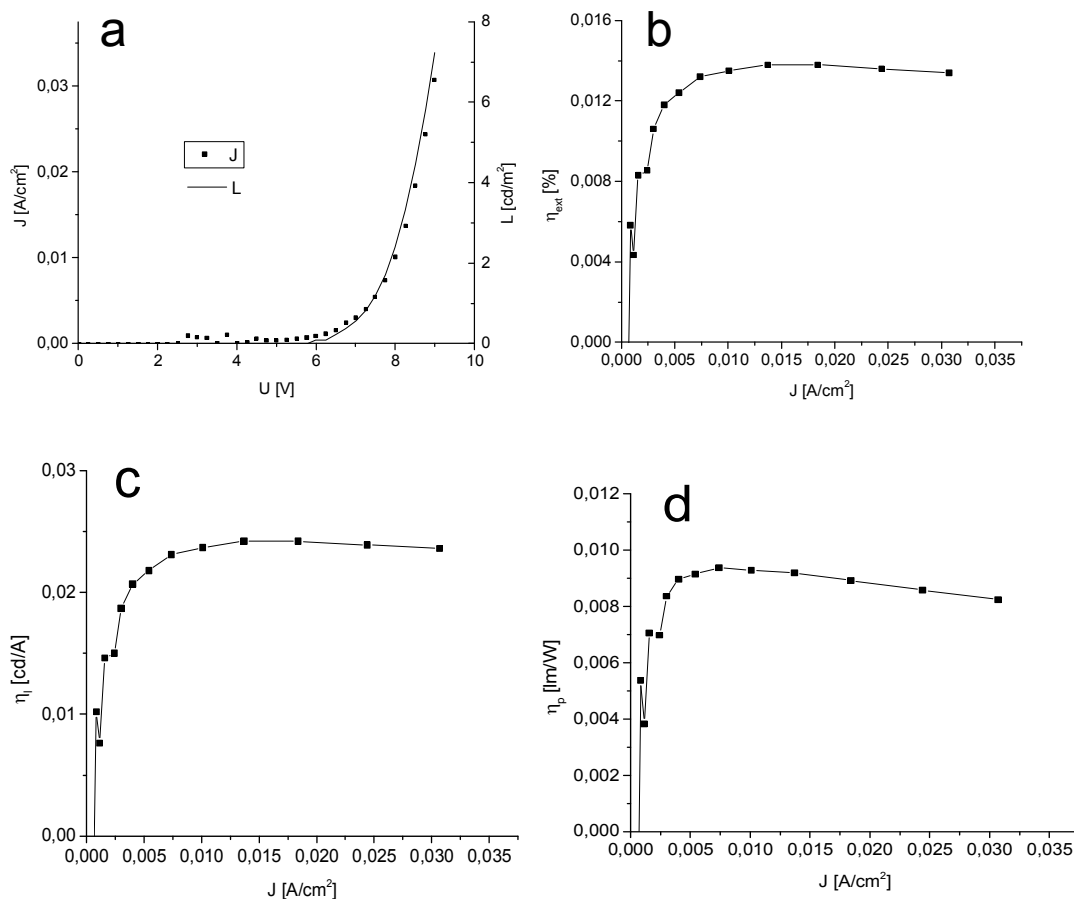 a
0,03
0,02
0,01
0,00
J [A/cm²]
0 2 4 6 8 10
U [V]
8
6
4
2
0
L [cd/m²]
J
L
b
0,016
0,012
0,008
0,004
0,000
ηext [%]
0,000 0,005 0,010 0,015 0,020 0,025 0,030 0,035
J [A/cm²]
c
0,03
0,02
0,01
0,00
ηl [cd/A]
0,000 0,005 0,010 0,015 0,020 0,025 0,030 0,035
J [A/cm²]
d
0,012
0,010
0,008
0,006
0,004
0,002
0,000
ηp [lm/W]
0,000 0,005 0,010 0,015 0,020 0,025 0,030 0,035
J [A/cm²]